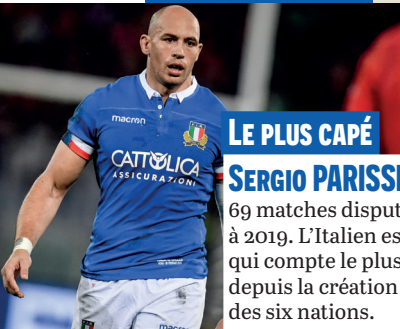 macron
CATTOLICA
ASSICURAZIONI
LE PLUS CAPÉ
SERGIO PARISSE
69 matches disput
à 2019. L'Italien es
qui compte le plus
depuis la création
des six nations.